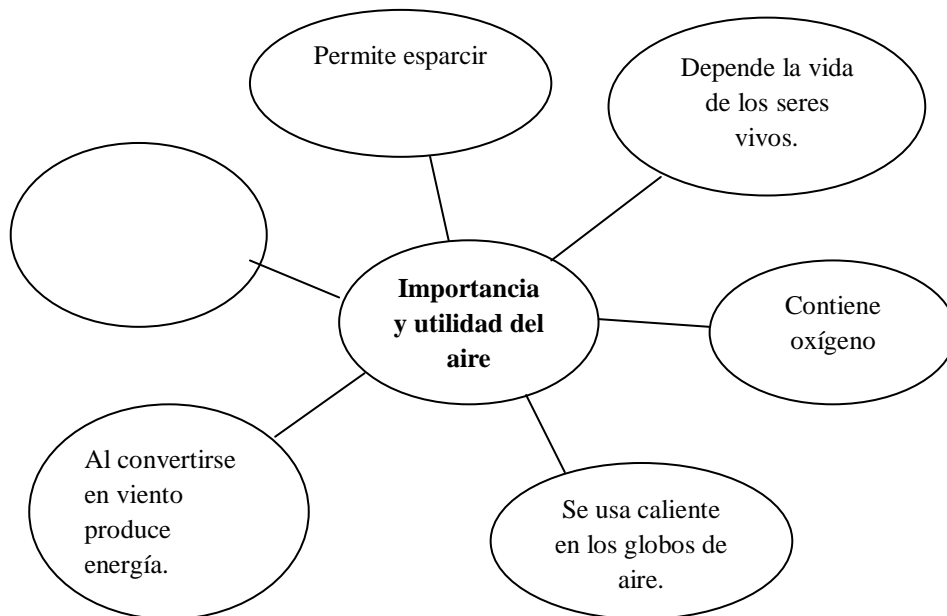 Permite esparcir
Depende la vida
de los seres
vivos.
Importancia
y utilidad del
aire
Contiene
oxígeno
Al convertirse
en viento
produce
energía.
Se usa caliente
en los globos de
aire.